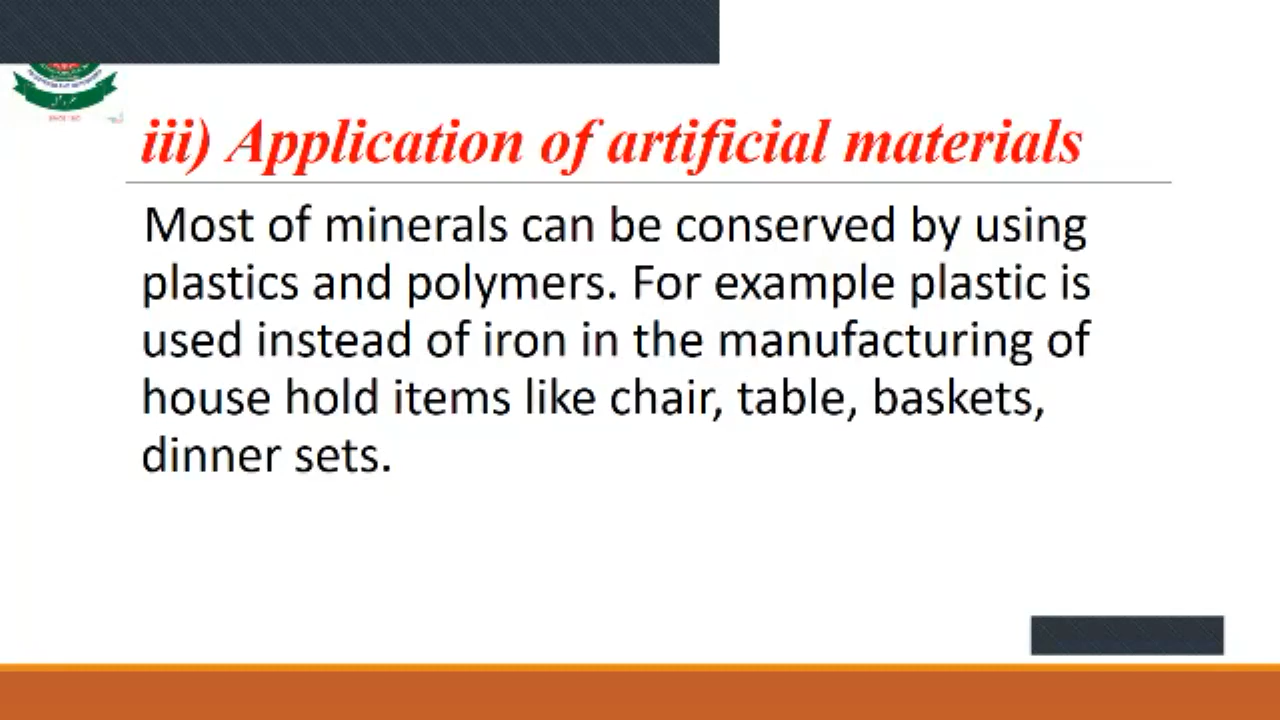 iii) Application of artificial materials
Most of minerals can be conserved by using
plastics and polymers. For example plastic is
used instead of iron in the manufacturing of
house hold items like chair, table, baskets,
dinner sets.